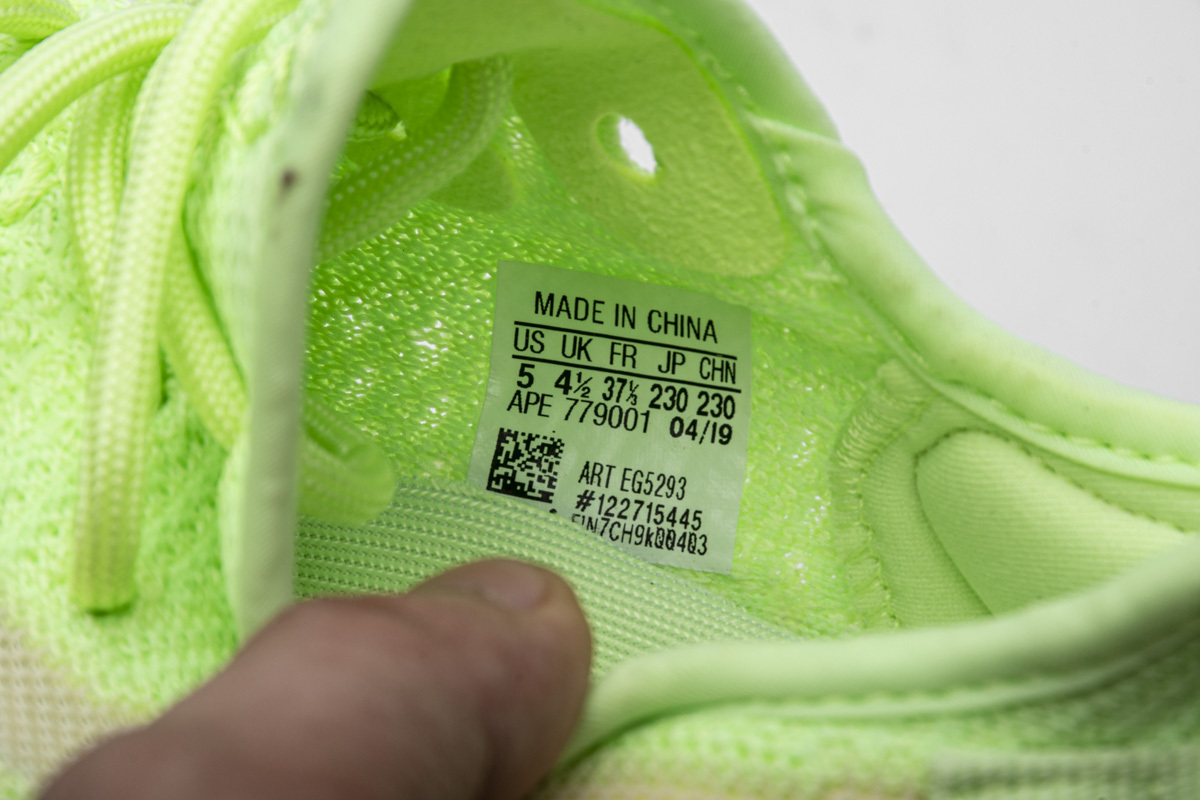 MADE IN CHINA
US UK FR JP CHN
5 4½ 37⅓ 230 230
APE 779001 04/19
ART EG5293
#122715445